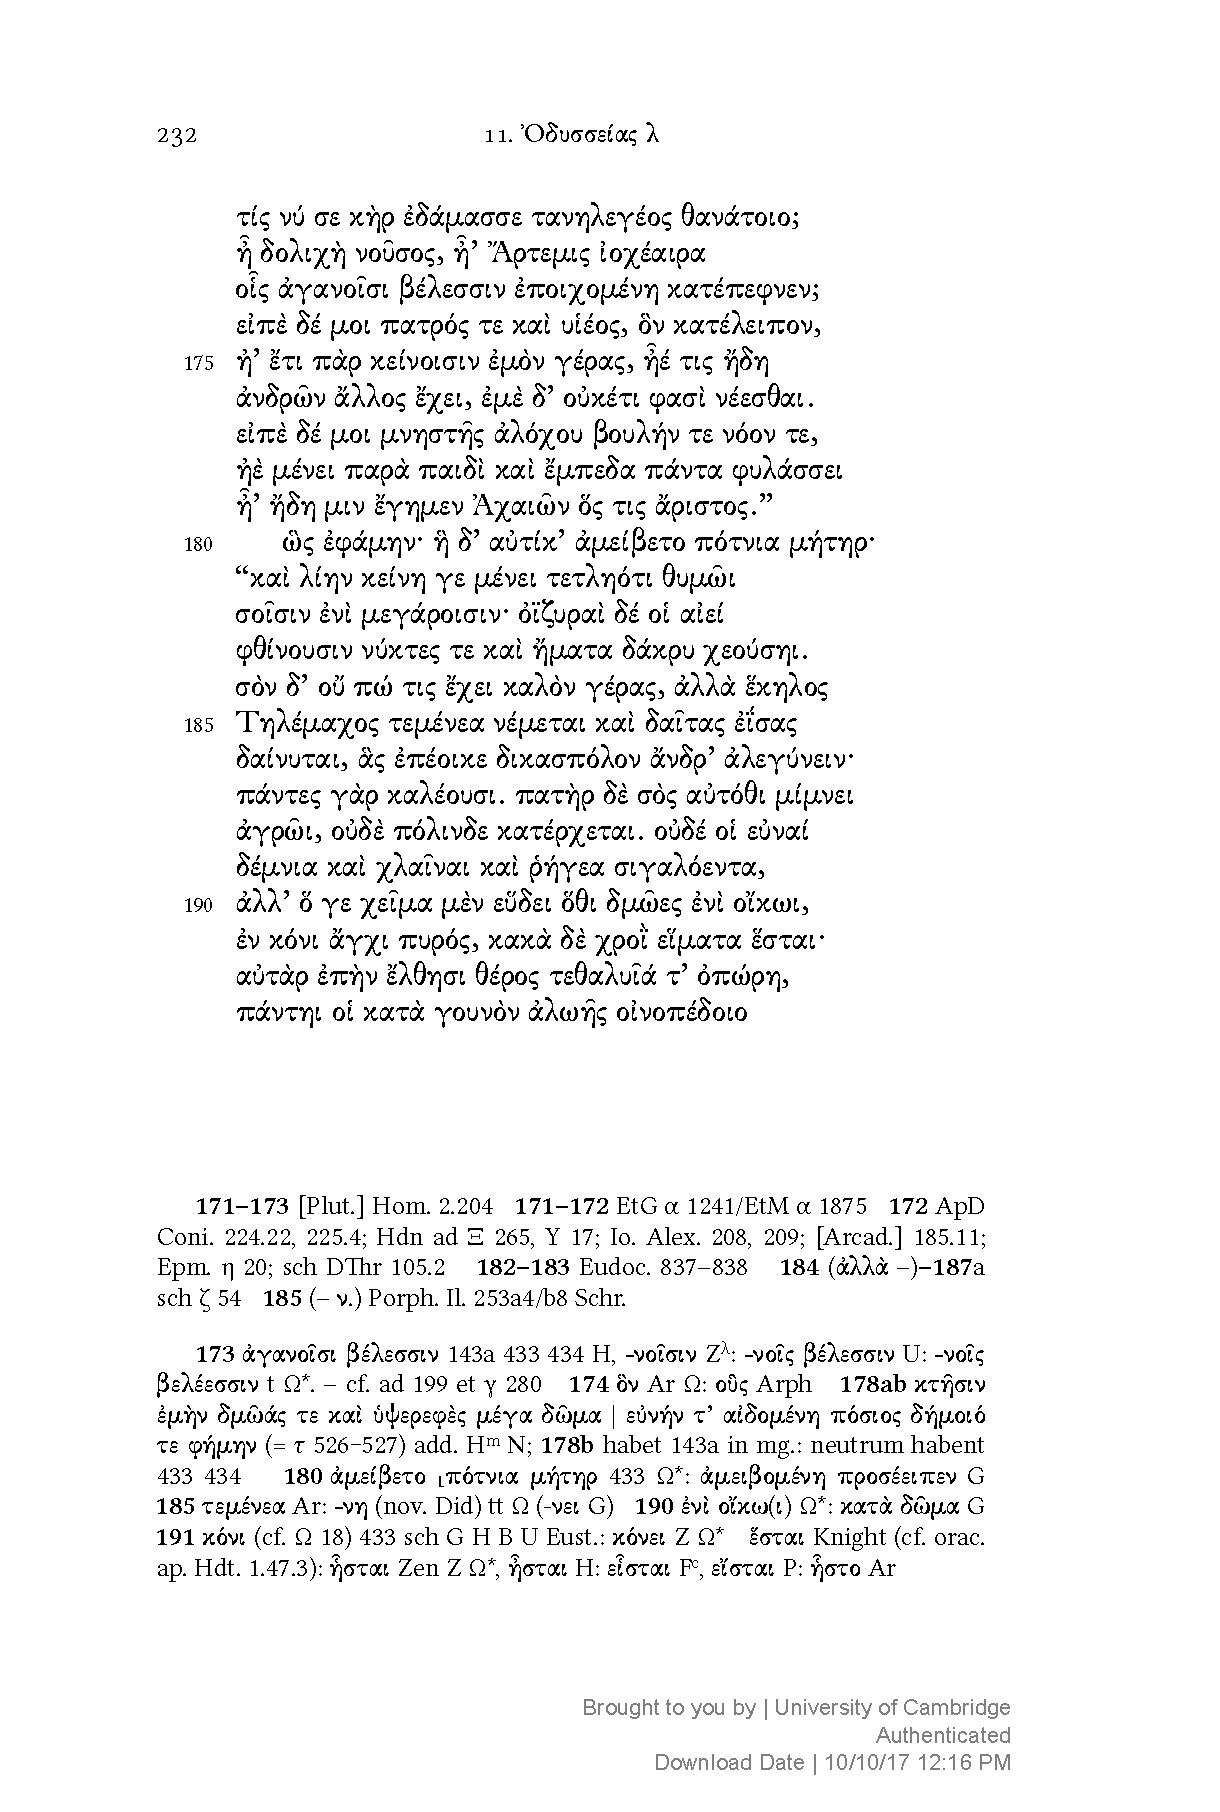 232 11. Ὀδυσσείας λ
τίς νύ σε κὴρ ἐδάμασσε τανηλεγέος θανάτοιο;
ἦ δολιχὴ νοῦσος, ἦ’ Ἄρτεμις ἰοχέαιρα
οἷς ἀγανοῖσι βέλεσσιν ἐποιχομένη κατέπεφνεν;
εἰπὲ δέ μοι πατρός τε καὶ υἱέος, ὃν κατέλειπον,
175 ἠ’ ἔτι πὰρ κείνοισιν ἐμὸν γέρας, ἦέ τις ἤδη
ἀνδρῶν ἄλλος ἔχει, ἐμὲ δ’ οὐκέτι φασὶ νέεσθαι.
εἰπὲ δέ μοι μνηστῆς ἀλόχου βουλήν τε νόον τε,
ἠὲ μένει παρὰ παιδὶ καὶ ἔμπεδα πάντα φυλάσσει
ἦ’ ἤδη μιν ἔγημεν Ἀχαιῶν ὅς τις ἄριστος.”
180 ὣς ἐφάμην· ἣ δ’ αὐτίκ’ ἀμείβετο πότνια μήτηρ·
“καὶ λίην κείνη γε μένει τετληότι θυμῶι
σοῖσιν ἐνὶ μεγάροισιν· ὀϊζυραὶ δέ οἱ αἰεί
φθίνουσιν νύκτες τε καὶ ἤματα δάκρυ χεούσηι.
σὸν δ’ οὔ πώ τις ἔχει καλὸν γέρας, ἀλλὰ ἕκηλος
185 Τηλέμαχος τεμένεα νέμεται καὶ δαῖτας ἐΐσας
δαίνυται, ἃς ἐπέοικε δικασπόλον ἄνδρ’ ἀλεγύνειν·
πάντες γὰρ καλέουσι. πατὴρ δὲ σὸς αὐτόθι μίμνει
ἀγρῶι, οὐδὲ πόλινδε κατέρχεται. οὐδέ οἱ εὐναί
δέμνια καὶ χλαῖναι καὶ ῥήγεα σιγαλόεντα,
190 ἀλλ’ ὅ γε χεῖμα μὲν εὕδει ὅθι δμῶες ἐνὶ οἴκωι,
ἐν κόνι ἄγχι πυρός, κακὰ δὲ χροῒ εἵματα ἕσται·
αὐτὰρ ἐπὴν ἔλθησι θέρος τεθαλυῖά τ’ ὀπώρη,
πάντηι οἱ κατὰ γουνὸν ἀλωῆς οἰνοπέδοιο
171–173 [Plut.] Hom. 2.204 171–172 EtG α 1241/EtM α 1875 172 ApD
Coni. 224.22, 225.4; Hdn ad Ξ 265, Υ 17; Io. Alex. 208, 209; [Arcad.] 185.11;
Epm. η 20; sch DThr 105.2 182–183 Eudoc. 837–838 184 (ἀλλὰ –)–187a
sch ζ 54 185 (– ν.) Porph. Il. 253a4/b8 Schr.
173 ἀγανοῖσι βέλεσσιν 143a 433 434 H, -νοῖσιν Zλ: -νοῖς βέλεσσιν U: -νοῖς
βελέεσσιν t Ω*. – cf. ad 199 et γ 280 174 ὃν Ar Ω: οὓς Arph 178ab κτῆσιν
ἐμὴν δμῶάς τε καὶ ὑψερεφὲς μέγα δῶμα | εὐνήν τ’ αἰδομένη πόσιος δήμοιό
τε φήμην (= τ 526–527) add. Hm N; 178b habet 143a in mg.: neutrum habent
433 434 180 ἀμείβετο ⌊πότνια μήτηρ 433 Ω*: ἀμειβομένη προσέειπεν G
185 τεμένεα Ar: -νη (nov. Did) tt Ω (-νει G) 190 ἐνὶ οἴκω(ι) Ω*: κατὰ δῶμα G
191 κόνι (cf. Ω 18) 433 sch G H B U Eust.: κόνει Z Ω* ἕσται Knight (cf. orac.
ap. Hdt. 1.47.3): ἧσται Zen Z Ω*, ἦσται H: εἷσται Fc, εἴσται P: ἧστο Ar
Brought to you by | University of Cambridge
Authenticated
Download Date | 10/10/17 12:16 PM